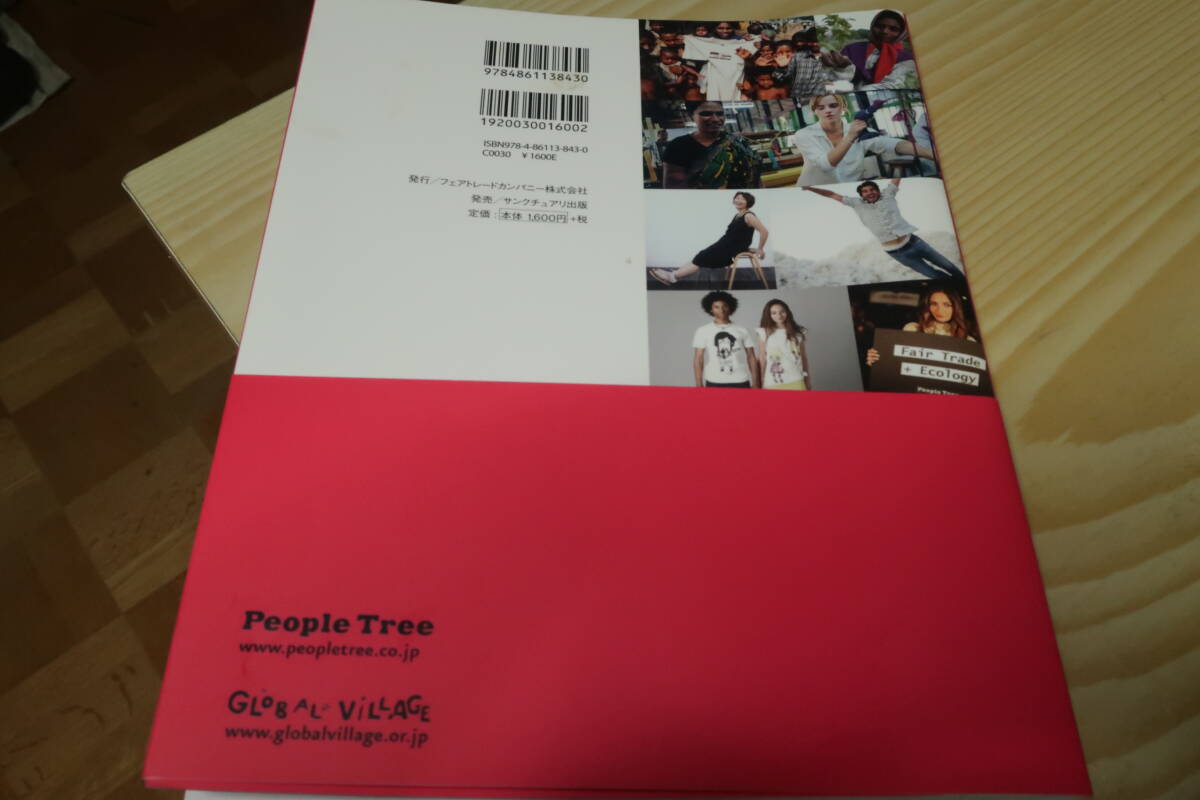 9784861138430
1920030016002
ISBN978-4-86113-843-0
C0030 ¥1600E
発行／フェアトレードカンパニー株式会社
発売／サンクチュアリ出版
定価：本体 1,600円+税
Fair Trade
+ Ecology
People Tree
People Tree
www.peopletree.co.jp
GLOBAL VILLAGE
www.globalvillage.or.jp